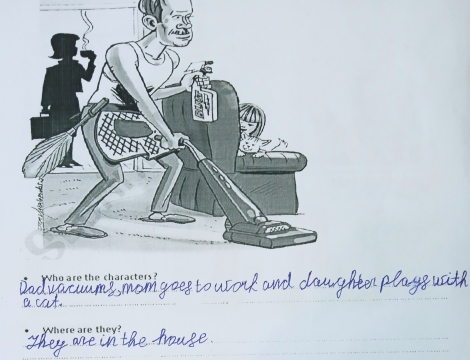 Who are the characters?
Dad vacuums, mom goes to work and daughter plays with
a cat.
Where are they?
They are in the house.